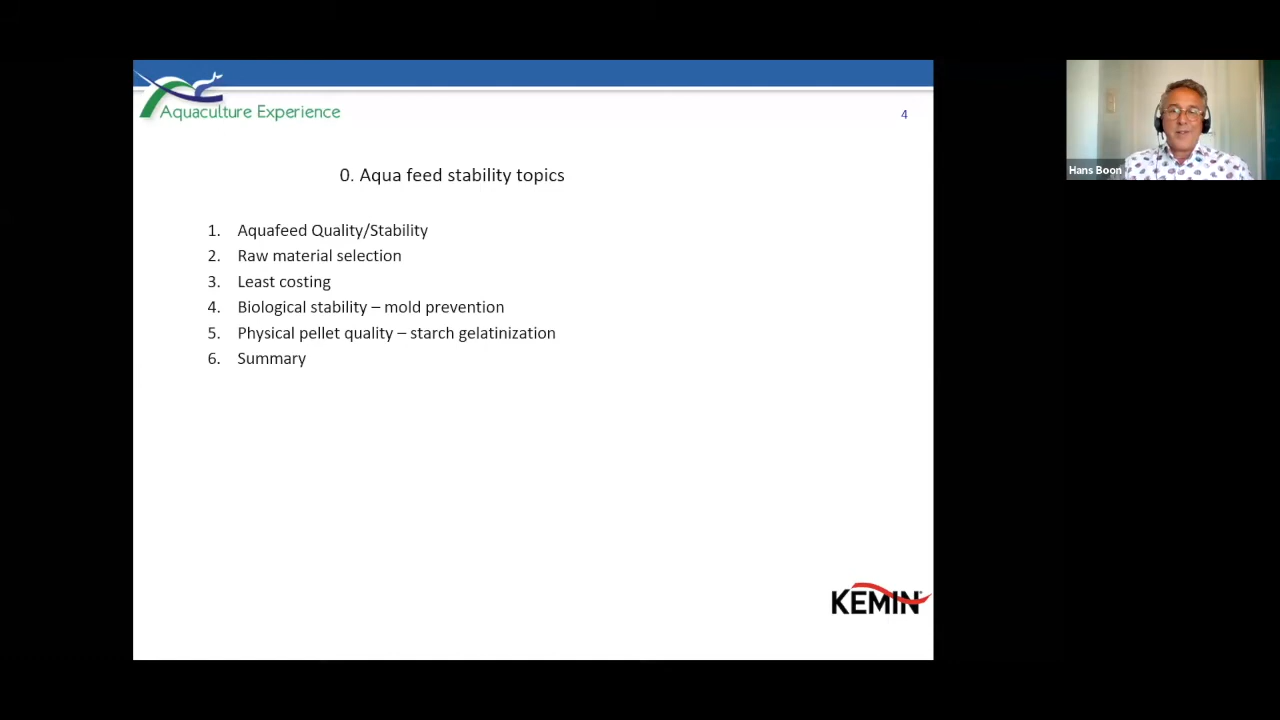 Aquaculture Experience
4
0. Aqua feed stability topics
1. Aquafeed Quality/Stability
2. Raw material selection
3. Least costing
4. Biological stability – mold prevention
5. Physical pellet quality – starch gelatinization
6. Summary
KEMIN
Hans Boon